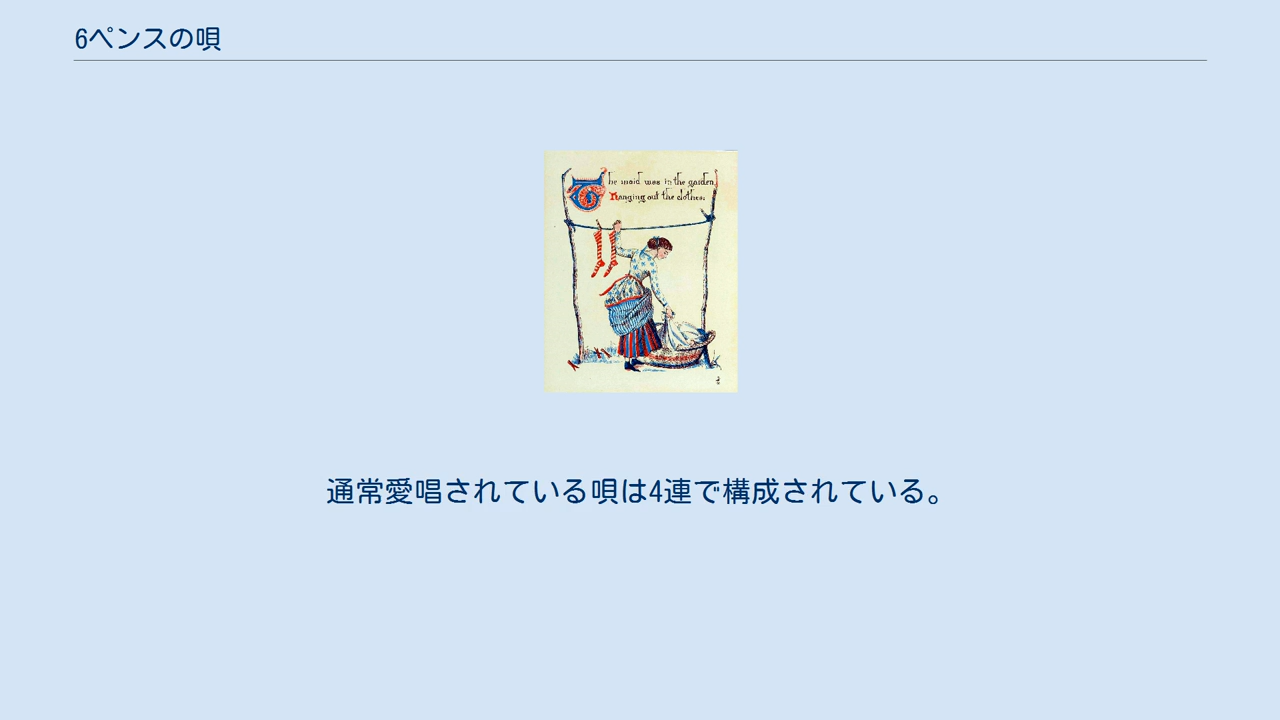 6ペンスの唄
The maid was in the garden,
Hanging out the clothes.
通常愛唱されている唄は4連で構成されている。